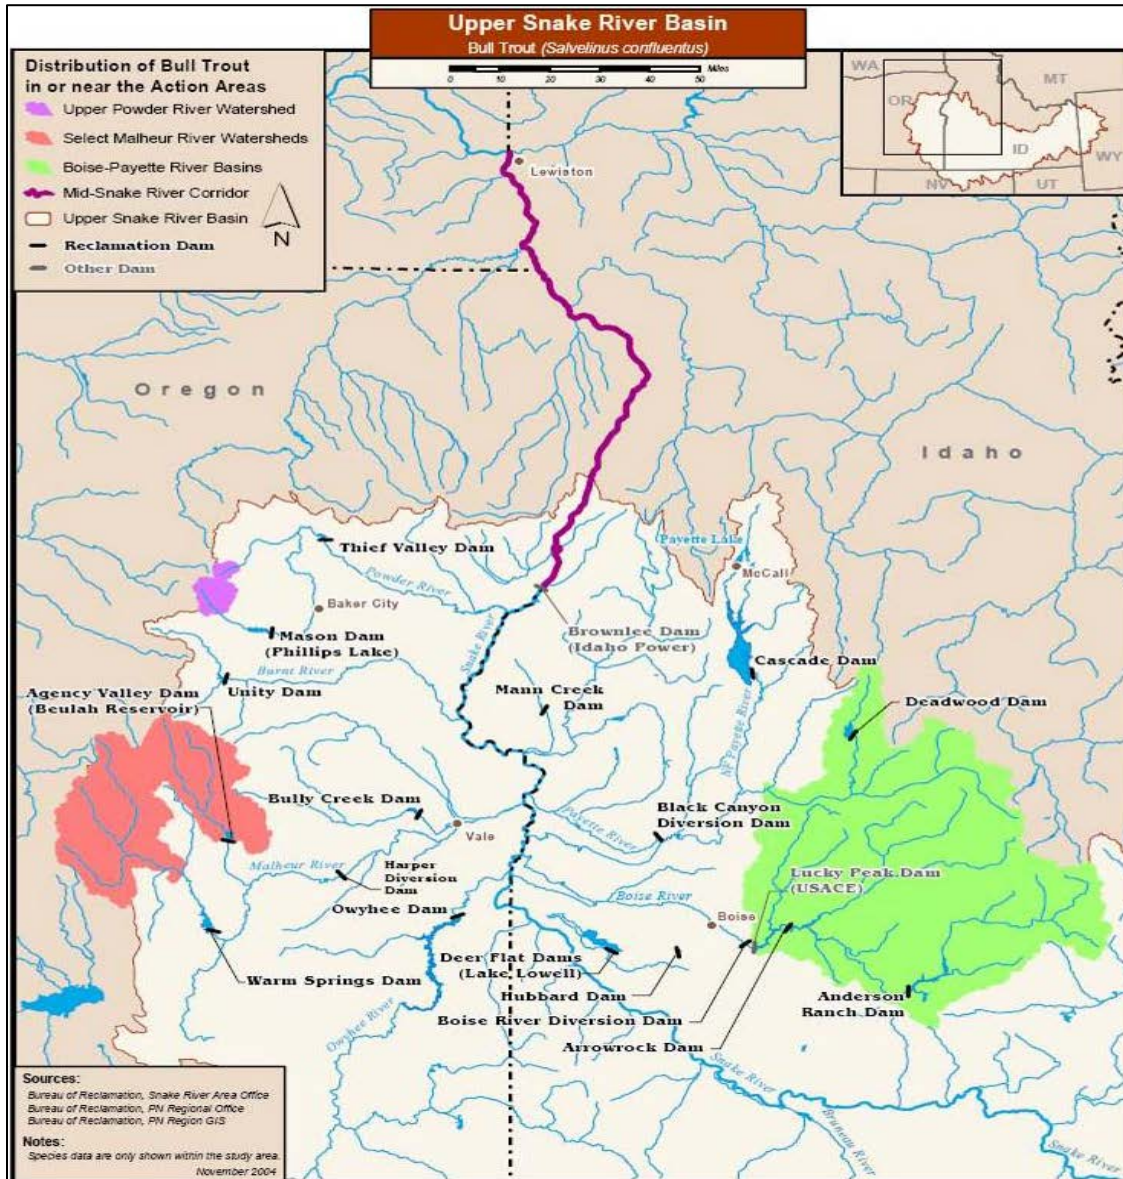 Upper Snake River Basin
Bull Trout (Salvelinus confluentus)
Miles
0 10 20 30 40 50
Distribution of Bull Trout
in or near the Action Areas
Upper Powder River Watershed
Select Malheur River Watersheds
Boise-Payette River Basins
Mid-Snake River Corridor
Upper Snake River Basin
Reclamation Dam
Other Dam
N
WA
OR
MT
ID
WY
NV
UT
Lewiston
Oregon
Idaho
Thief Valley Dam
Powder River
Payette Lake
McCall
Baker City
Snake River
Mason Dam
(Phillips Lake)
Brownlee Dam
(Idaho Power)
Cascade Dam
Burnt River
Unity Dam
Agency Valley Dam
(Beulah Reservoir)
Mann Creek
Dam
NF Payette River
Deadwood Dam
Bully Creek Dam
Vale
Payette River
Black Canyon
Diversion Dam
Malheur River
Harper
Diversion
Dam
Lucky Peak Dam
(USACE)
Boise River
Boise
Owyhee Dam
Warm Springs Dam
Deer Flat Dams
(Lake Lowell)
Hubbard Dam
Anderson
Ranch Dam
Boise River Diversion Dam
Owyhee River
Arrowrock Dam
Snake River
Bruneau River
Snake River
Sources:
Bureau of Reclamation, Snake River Area Office
Bureau of Reclamation, PN Regional Office
Bureau of Reclamation, PN Region GIS
Notes:
Species data are only shown within the study area.
November 2004